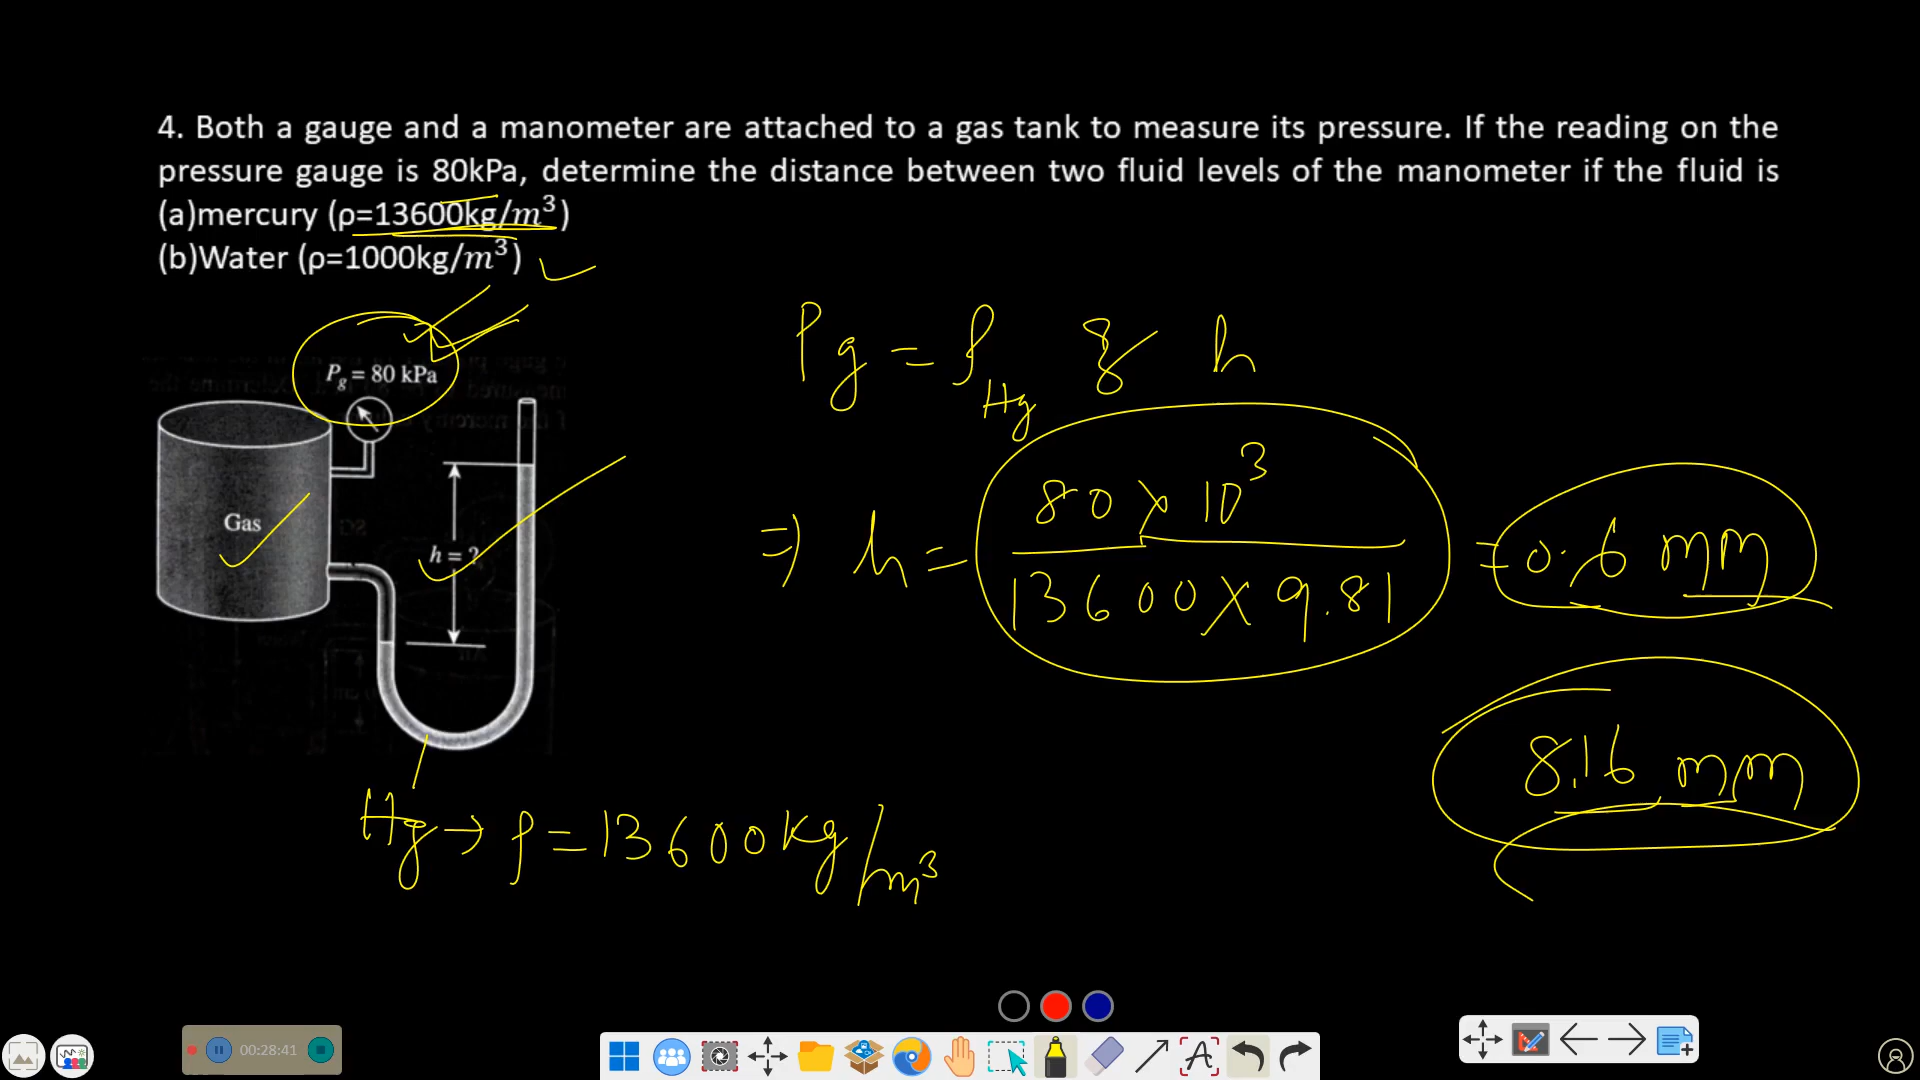 4. Both a gauge and a manometer are attached to a gas tank to measure its pressure. If the reading on the
pressure gauge is 80kPa, determine the distance between two fluid levels of the manometer if the fluid is
(a)mercury (ρ=13600kg/m³)
(b)Water (ρ=1000kg/m³)
Pg = 80 kPa
Gas
h = ?
Pg = ρHg g h
⇒ h = 80 × 10³
13600 × 9.81
= 0.6 mm
8.16 mm
Hg → ρ = 13600 kg/m³
00:28:41